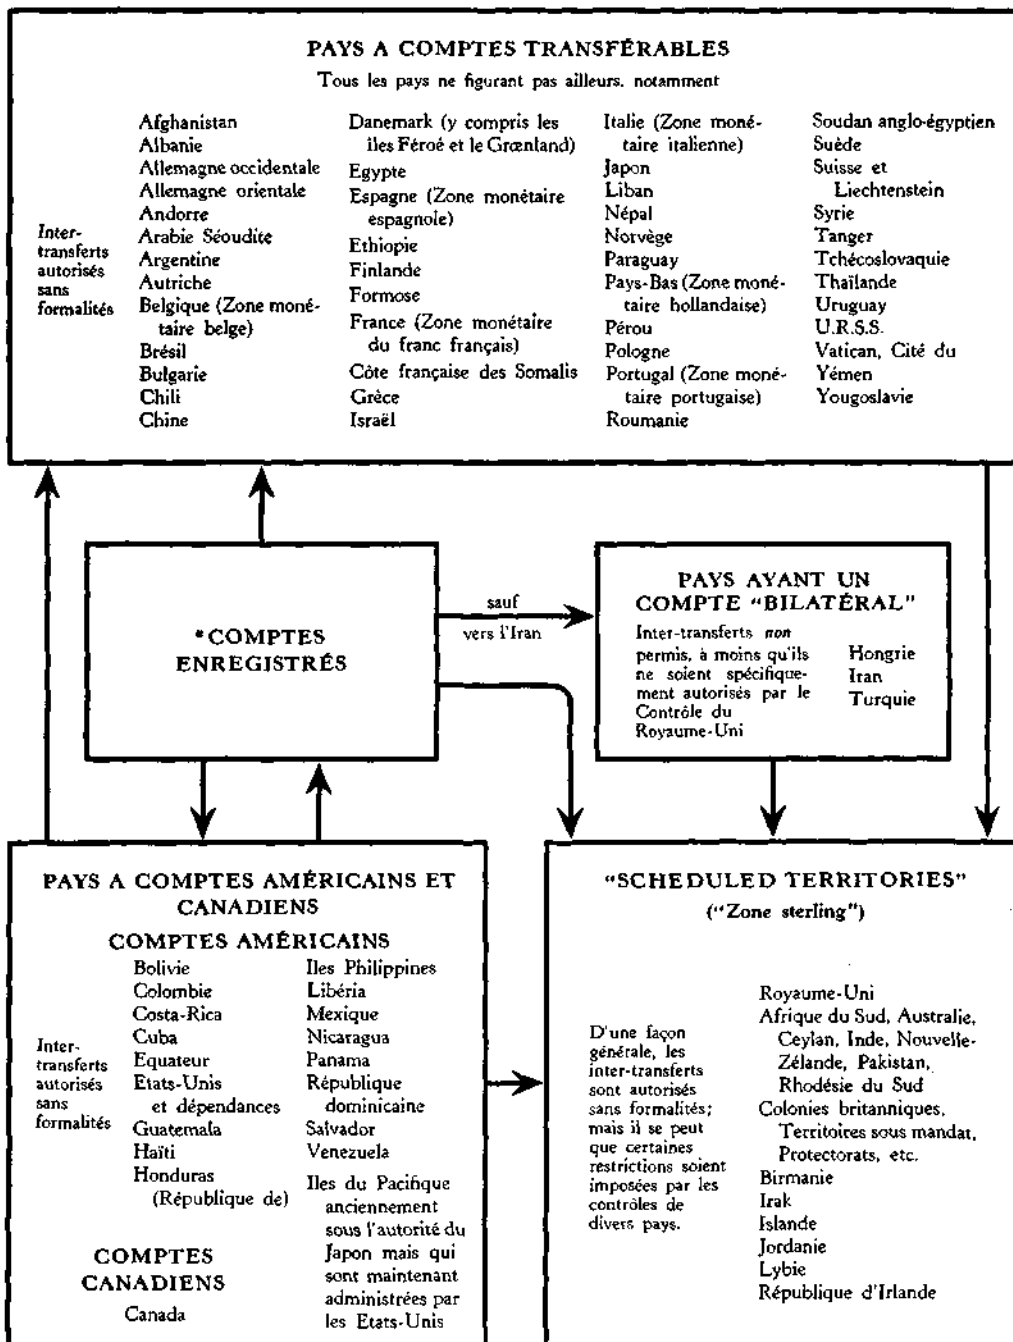 PAYS A COMPTES TRANSFÉRABLES
Tous les pays ne figurant pas ailleurs. notamment
Inter-
transferts
autorisés
sans
formalités
Afghanistan
Albanie
Allemagne occidentale
Allemagne orientale
Andorre
Arabie Séoudite
Argentine
Autriche
Belgique (Zone moné-
taire belge)
Brésil
Bulgarie
Chili
Chine
Danemark (y compris les
îles Féroé et le Grœnland)
Egypte
Espagne (Zone monétaire
espagnole)
Ethiopie
Finlande
Formose
France (Zone monétaire
du franc français)
Côte française des Somalis
Grèce
Israël
Italie (Zone moné-
taire italienne)
Japon
Liban
Népal
Norvège
Paraguay
Pays-Bas (Zone moné-
taire hollandaise)
Pérou
Pologne
Portugal (Zone moné-
taire portugaise)
Roumanie
Soudan anglo-égyptien
Suède
Suisse et
Liechtenstein
Syrie
Tanger
Tchécoslovaquie
Thaïlande
Uruguay
U.R.S.S.
Vatican, Cité du
Yémen
Yougoslavie
*COMPTES
ENREGISTRÉS
sauf
vers l'Iran
PAYS AYANT UN
COMPTE "BILATÉRAL"
Inter-transferts non
permis, à moins qu'ils
ne soient spécifique-
ment autorisés par le
Contrôle du
Royaume-Uni
Hongrie
Iran
Turquie
PAYS A COMPTES AMÉRICAINS ET
CANADIENS
COMPTES AMÉRICAINS
Inter-
transferts
autorisés
sans
formalités
Bolivie
Colombie
Costa-Rica
Cuba
Equateur
Etats-Unis
et dépendances
Guatemala
Haïti
Honduras
(République de)
Iles Philippines
Libéria
Mexique
Nicaragua
Panama
République
dominicaine
Salvador
Venezuela
Iles du Pacifique
anciennement
sous l'autorité du
Japon mais qui
sont maintenant
administrées par
les Etats-Unis
COMPTES
CANADIENS
Canada
"SCHEDULED TERRITORIES"
("Zone sterling")
D'une façon
générale, les
inter-transferts
sont autorisés
sans formalités;
mais il se peut
que certaines
restrictions soient
imposées par les
contrôles de
divers pays.
Royaume-Uni
Afrique du Sud, Australie,
Ceylan, Inde, Nouvelle-
Zélande, Pakistan,
Rhodésie du Sud
Colonies britanniques,
Territoires sous mandat,
Protectorats, etc.
Birmanie
Irak
Islande
Jordanie
Lybie
République d'Irlande